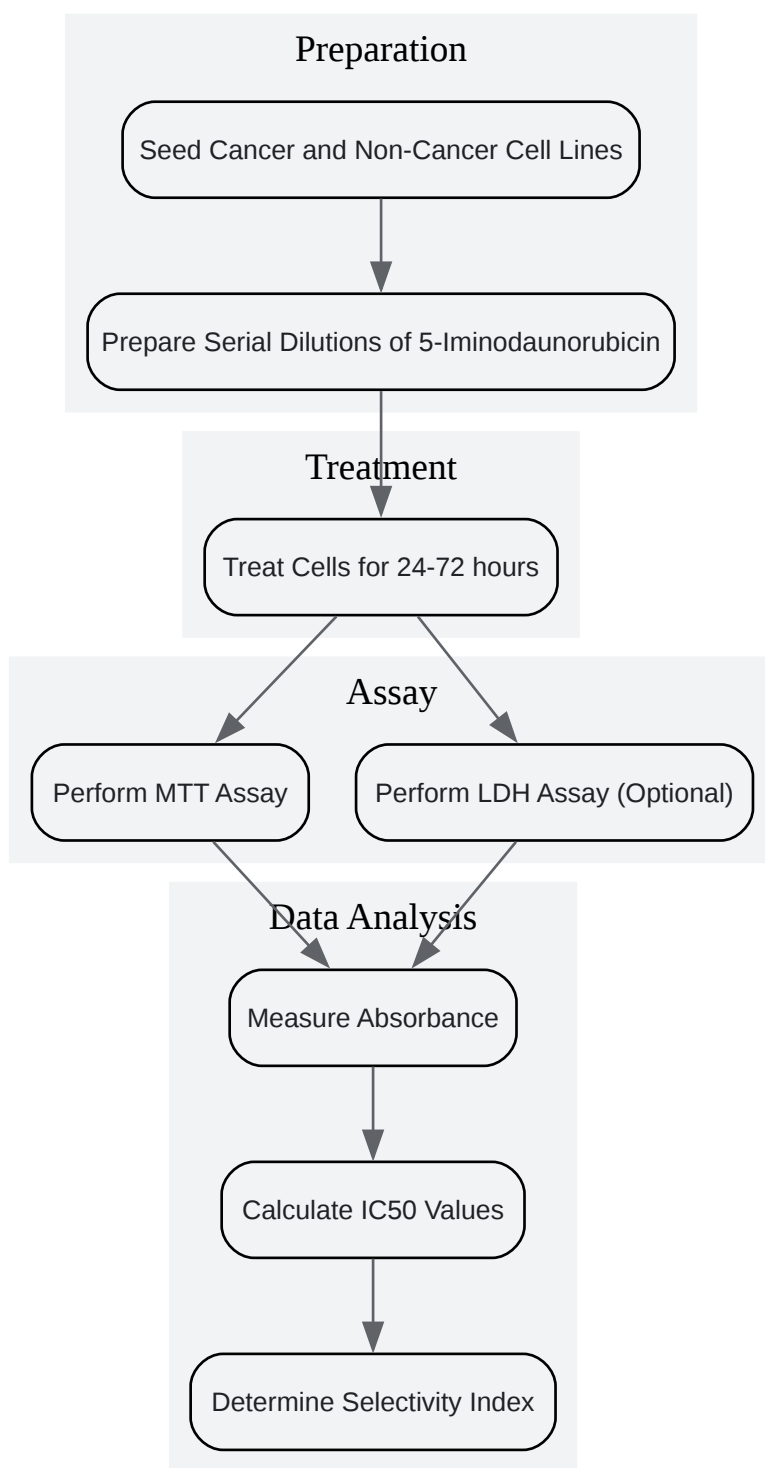 Preparation
Seed Cancer and Non-Cancer Cell Lines
Prepare Serial Dilutions of 5-Iminodaunorubicin
Treatment
Treat Cells for 24-72 hours
Assay
Perform MTT Assay
Perform LDH Assay (Optional)
Data Analysis
Measure Absorbance
Calculate IC50 Values
Determine Selectivity Index